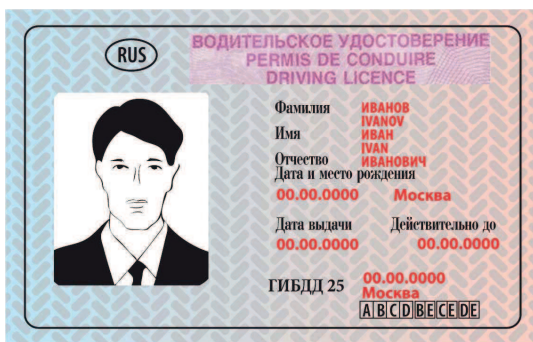 RUS
ВОДИТЕЛЬСКОЕ УДОСТОВЕРЕНИЕ
PERMIS DE CONDUIRE
DRIVING LICENCE
Фамилия ИВАНОВ
IVANOV
Имя ИВАН
IVAN
Отчество ИВАНОВИЧ
Дата и место рождения
00.00.0000 Москва
Дата выдачи Действительно до
00.00.0000 00.00.0000
ГИБДД 25 00.00.0000
Москва
A B C D BE CE DE